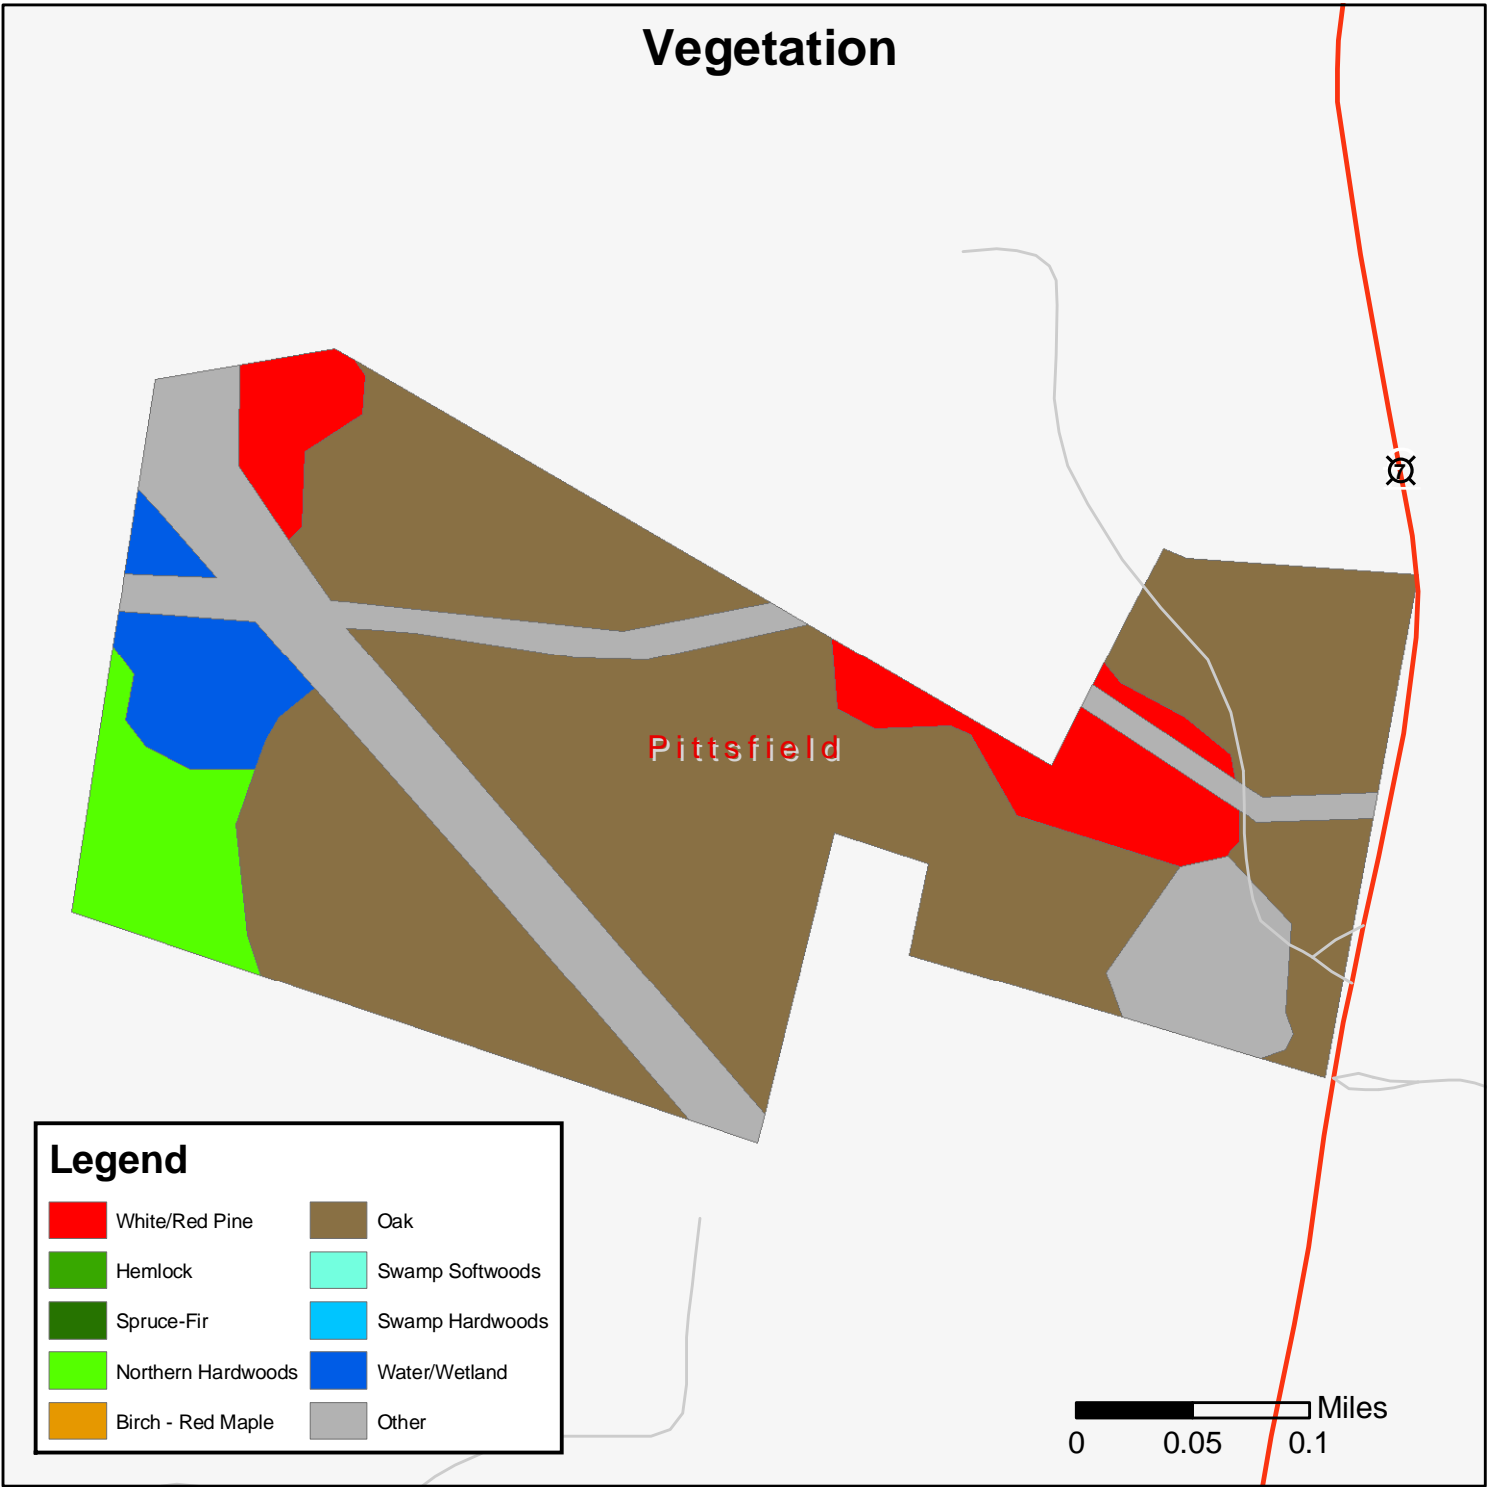 Vegetation
7
Pittsfield
Legend
White/Red Pine
Oak
Hemlock
Swamp Softwoods
Spruce-Fir
Swamp Hardwoods
Northern Hardwoods
Water/Wetland
Birch - Red Maple
Other
Miles
0 0.05 0.1